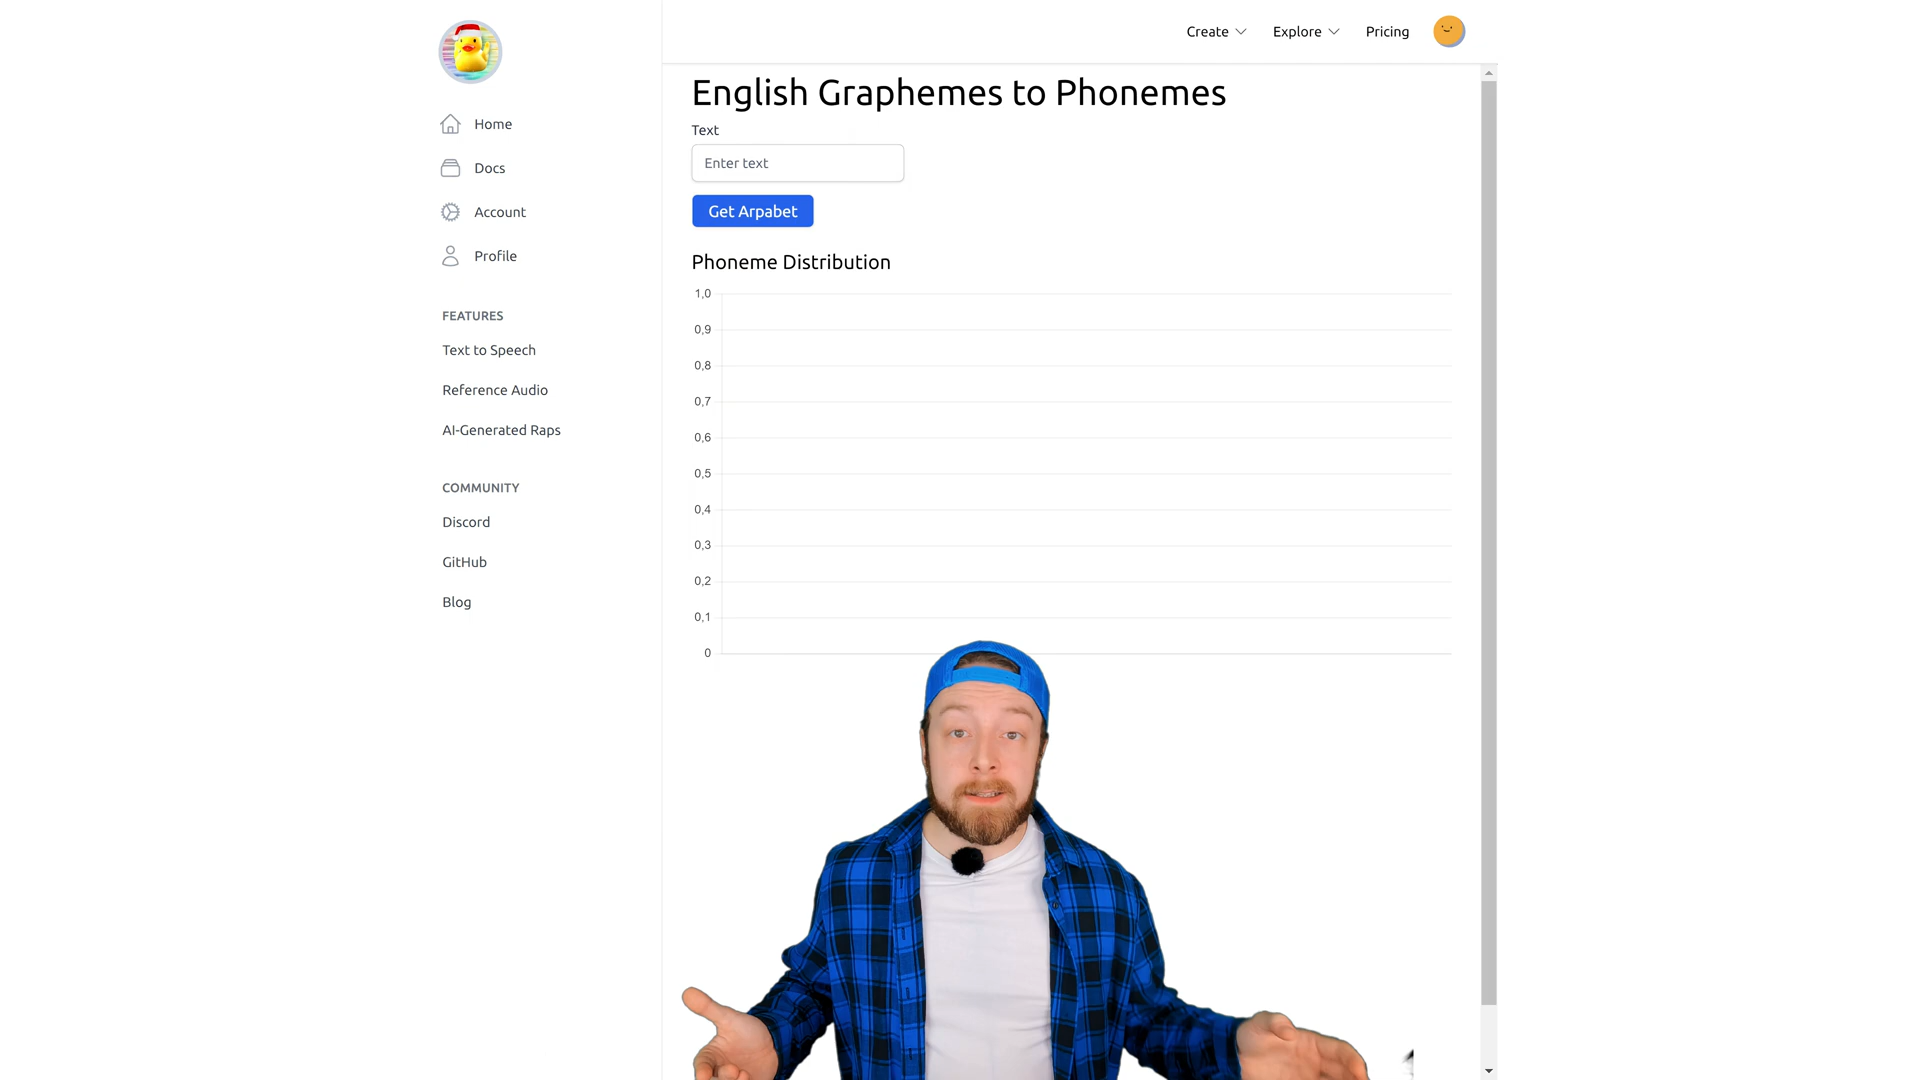 Home
Docs
Account
Profile
FEATURES
Text to Speech
Reference Audio
AI-Generated Raps
COMMUNITY
Discord
GitHub
Blog
Create
Explore
Pricing
English Graphemes to Phonemes
Text
Enter text
Get Arpabet
Phoneme Distribution
1,0
0,9
0,8
0,7
0,6
0,5
0,4
0,3
0,2
0,1
0